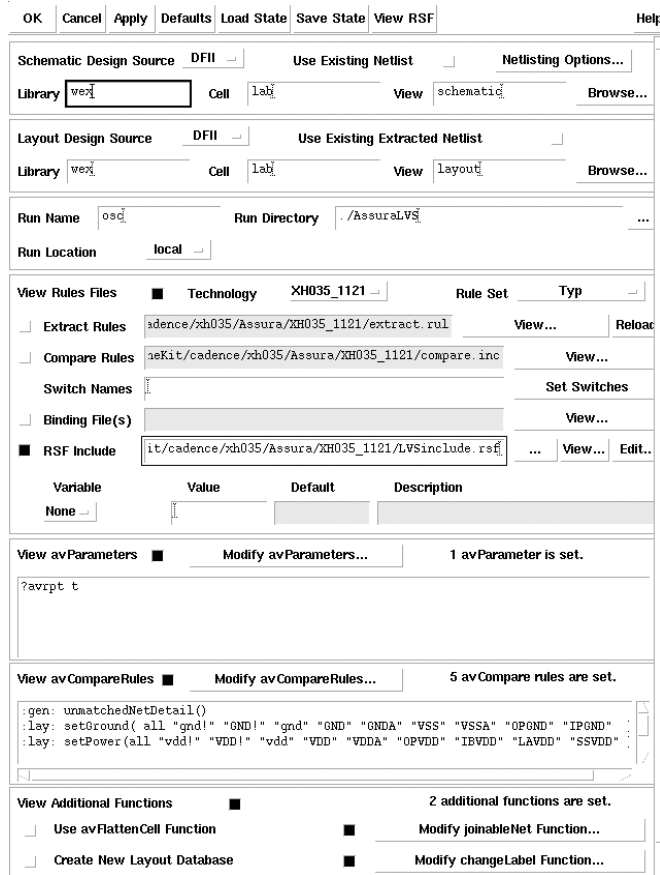 OK Cancel Apply Defaults Load State Save State View RSF Help
Schematic Design Source DFII Use Existing Netlist Netlisting Options...
Library wex Cell lab View schematic Browse...
Layout Design Source DFII Use Existing Extracted Netlist
Library wex Cell lab View layout Browse...
Run Name osc Run Directory ./AssuraLVS ...
Run Location local
View Rules Files Technology XH035_1121 Rule Set Typ
Extract Rules adence/xh035/Assura/XH035_1121/extract.rul View... Reload
Compare Rules neKit/cadence/xh035/Assura/XH035_1121/compare.inc View...
Switch Names Set Switches
Binding File(s) View...
RSF Include it/cadence/xh035/Assura/XH035_1121/LVSinclude.rsf ... View... Edit..
Variable Value Default Description
None
View avParameters Modify avParameters... 1 avParameter is set.
?avrpt t
View avCompareRules Modify avCompareRules... 5 avCompare rules are set.
:gen: unmatchedNetDetail()
:lay: setGround( all "gnd!" "GND!" "gnd" "GND" "GNDA" "VSS" "VSSA" "OPGND" "IPGND"
:lay: setPower(all "vdd!" "VDD!" "vdd" "VDD" "VDDA" "OPVDD" "IBVDD" "LAVDD" "SSVDD"
View Additional Functions 2 additional functions are set.
Use avFlattenCell Function Modify joinableNet Function...
Create New Layout Database Modify changeLabel Function...